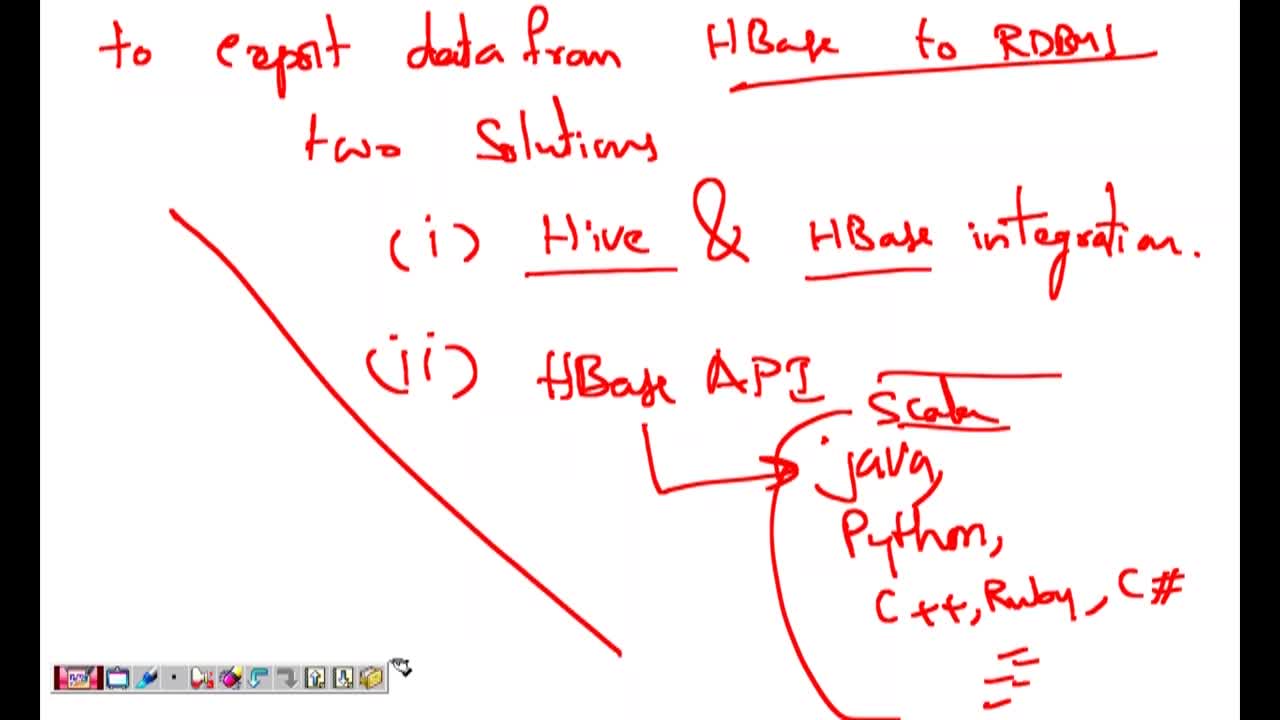 to export data from HBase to RDBMS
two Solutions
(i) Hive & HBase integration.
(ii) HBase API
Scala
java,
Python,
C++, Ruby, C#